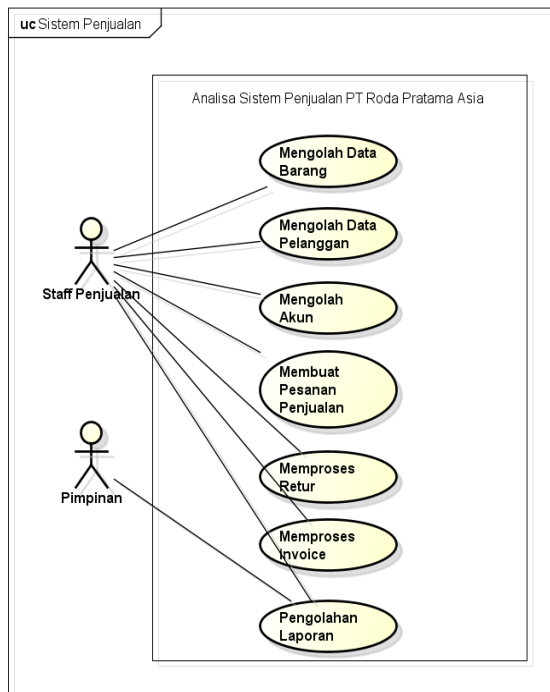 uc Sistem Penjualan
Analisa Sistem Penjualan PT Roda Pratama Asia
Mengolah Data
Barang
Mengolah Data
Pelanggan
Staff Penjualan
Mengolah
Akun
Membuat
Pesanan
Penjualan
Memproses
Retur
Pimpinan
Memproses
Invoice
Pengolahan
Laporan